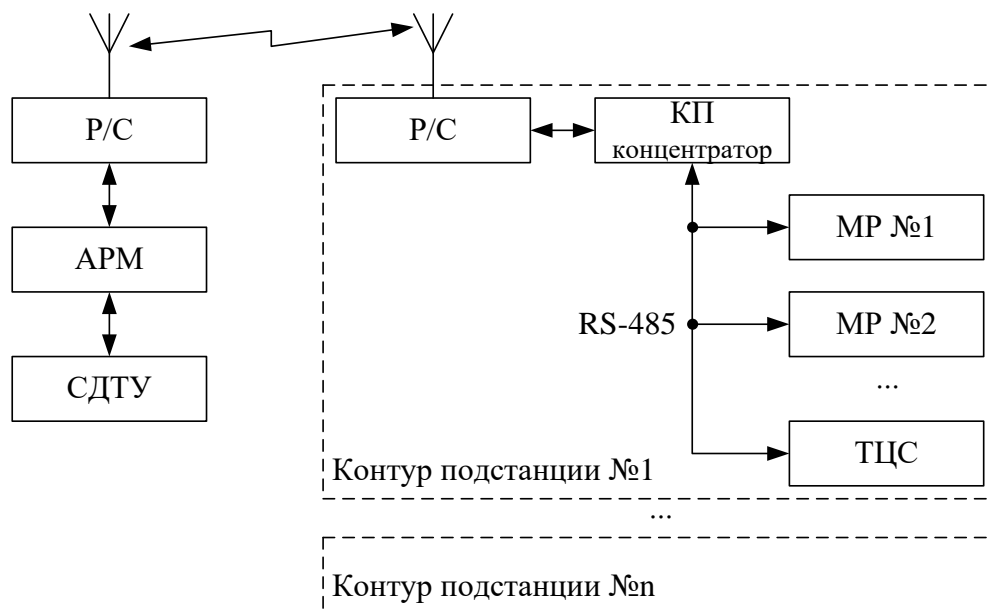 Р/С
АРМ
СДТУ
Р/С
КП
концентратор
МР №1
МР №2
...
ТЦС
RS-485
Контур подстанции №1
...
Контур подстанции №n